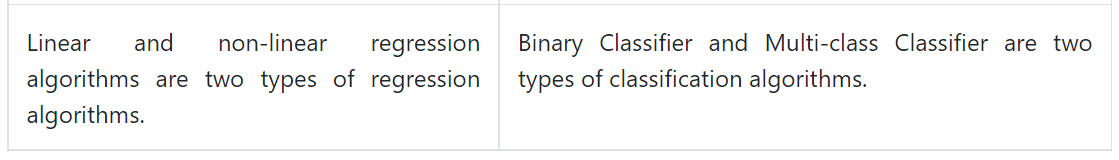 Linear and non-linear regression
algorithms are two types of regression
algorithms.
Binary Classifier and Multi-class Classifier are two
types of classification algorithms.